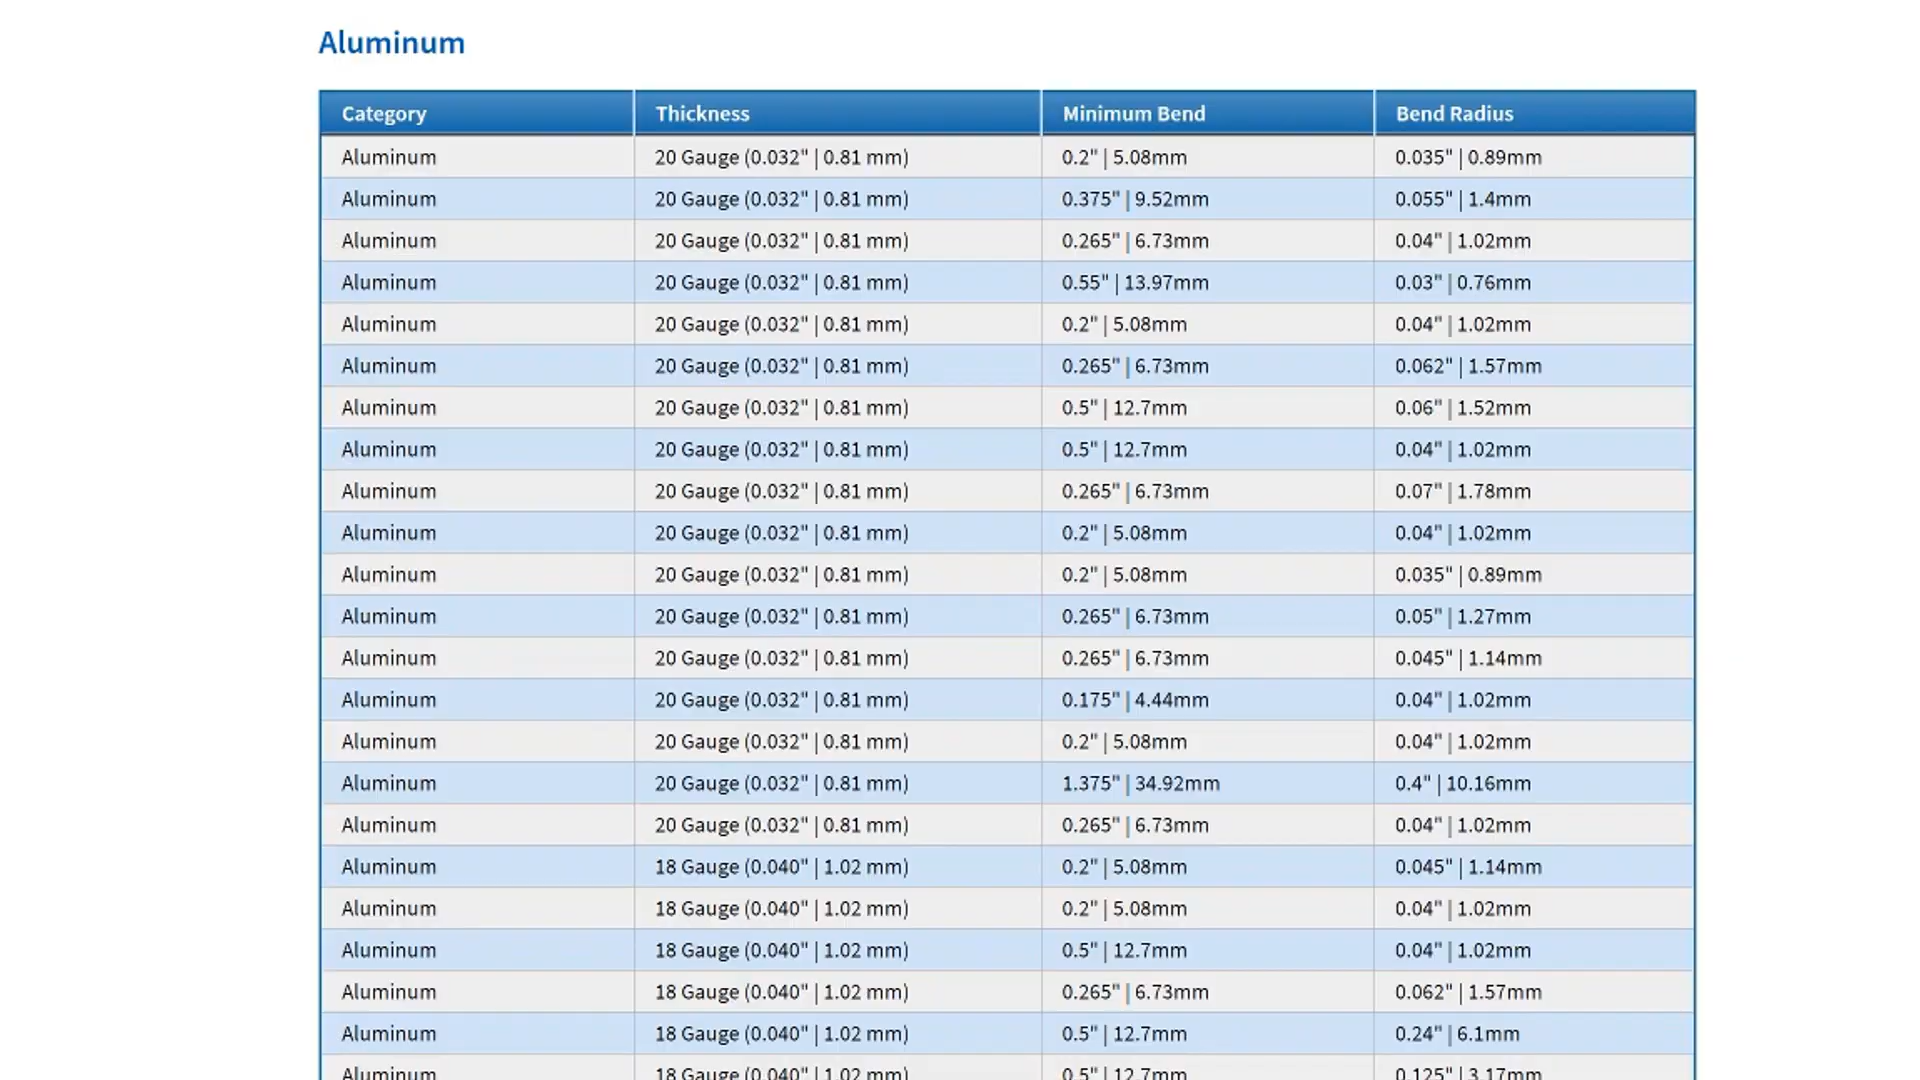 Aluminum
Category Thickness Minimum Bend Bend Radius
Aluminum 20 Gauge (0.032" | 0.81 mm) 0.2" | 5.08mm 0.035" | 0.89mm
Aluminum 20 Gauge (0.032" | 0.81 mm) 0.375" | 9.52mm 0.055" | 1.4mm
Aluminum 20 Gauge (0.032" | 0.81 mm) 0.265" | 6.73mm 0.04" | 1.02mm
Aluminum 20 Gauge (0.032" | 0.81 mm) 0.55" | 13.97mm 0.03" | 0.76mm
Aluminum 20 Gauge (0.032" | 0.81 mm) 0.2" | 5.08mm 0.04" | 1.02mm
Aluminum 20 Gauge (0.032" | 0.81 mm) 0.265" | 6.73mm 0.062" | 1.57mm
Aluminum 20 Gauge (0.032" | 0.81 mm) 0.5" | 12.7mm 0.06" | 1.52mm
Aluminum 20 Gauge (0.032" | 0.81 mm) 0.5" | 12.7mm 0.04" | 1.02mm
Aluminum 20 Gauge (0.032" | 0.81 mm) 0.265" | 6.73mm 0.07" | 1.78mm
Aluminum 20 Gauge (0.032" | 0.81 mm) 0.2" | 5.08mm 0.04" | 1.02mm
Aluminum 20 Gauge (0.032" | 0.81 mm) 0.2" | 5.08mm 0.035" | 0.89mm
Aluminum 20 Gauge (0.032" | 0.81 mm) 0.265" | 6.73mm 0.05" | 1.27mm
Aluminum 20 Gauge (0.032" | 0.81 mm) 0.265" | 6.73mm 0.045" | 1.14mm
Aluminum 20 Gauge (0.032" | 0.81 mm) 0.175" | 4.44mm 0.04" | 1.02mm
Aluminum 20 Gauge (0.032" | 0.81 mm) 0.2" | 5.08mm 0.04" | 1.02mm
Aluminum 20 Gauge (0.032" | 0.81 mm) 1.375" | 34.92mm 0.4" | 10.16mm
Aluminum 20 Gauge (0.032" | 0.81 mm) 0.265" | 6.73mm 0.04" | 1.02mm
Aluminum 18 Gauge (0.040" | 1.02 mm) 0.2" | 5.08mm 0.045" | 1.14mm
Aluminum 18 Gauge (0.040" | 1.02 mm) 0.2" | 5.08mm 0.04" | 1.02mm
Aluminum 18 Gauge (0.040" | 1.02 mm) 0.5" | 12.7mm 0.04" | 1.02mm
Aluminum 18 Gauge (0.040" | 1.02 mm) 0.265" | 6.73mm 0.062" | 1.57mm
Aluminum 18 Gauge (0.040" | 1.02 mm) 0.5" | 12.7mm 0.24" | 6.1mm
Aluminum 18 Gauge (0.040" | 1.02 mm) 0.5" | 12.7mm 0.125" | 3.17mm